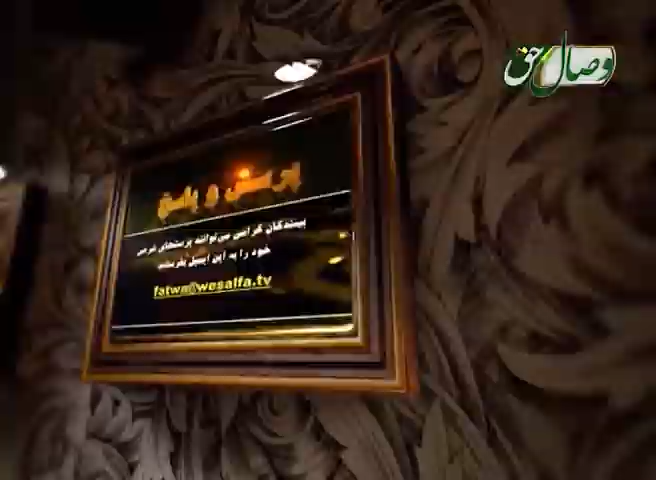 وصال حق
پرسش و پاسخ
بینندگان گرامی می‌توانند پرسشهای شرعی
خود را به این ایمیل بفرستند
fatwa@wesalfa.tv